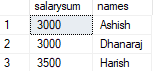 salarysum names
1 3000 Ashish
2 3000 Dhanaraj
3 3500 Harish